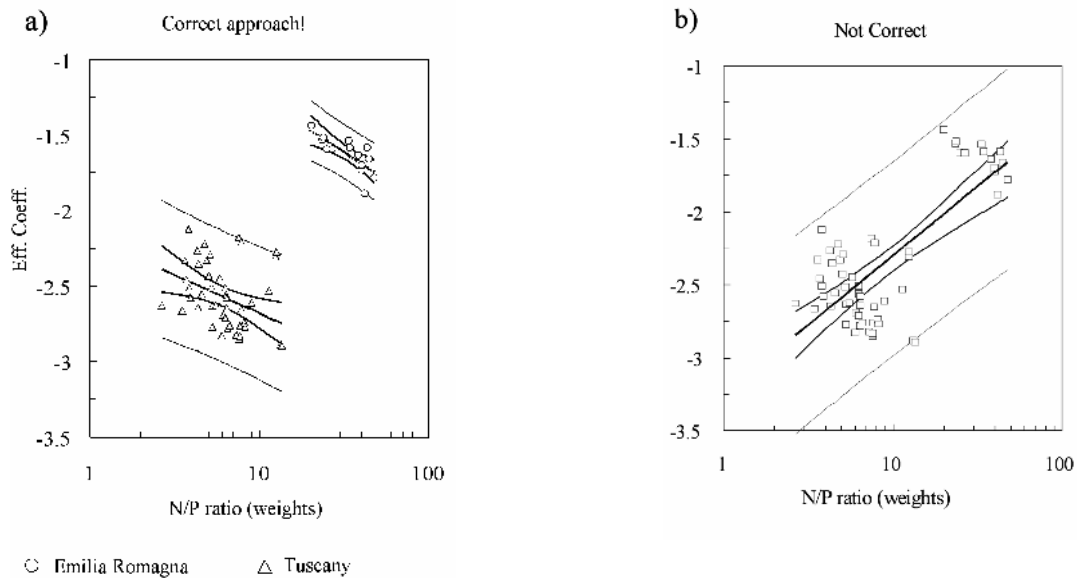 a)
Correct approach!
-1
-1.5
-2
-2.5
-3
-3.5
Eff. Coeff.
1
10
100
N/P ratio (weights)
Emilia Romagna
Tuscany
b)
Not Correct
-1
-1.5
-2
-2.5
-3
-3.5
1
10
100
N/P ratio (weights)